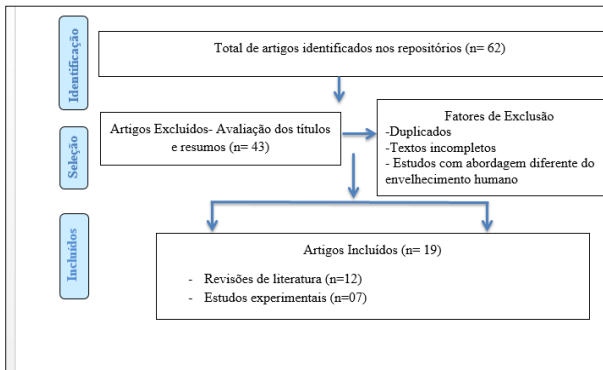 Identificação
Total de artigos identificados nos repositórios (n= 62)
Seleção
Artigos Excluídos- Avaliação dos títulos
e resumos (n= 43)
Fatores de Exclusão
-Duplicados
-Textos incompletos
- Estudos com abordagem diferente do
envelhecimento humano
Incluídos
Artigos Incluídos (n= 19)
- Revisões de literatura (n=12)
- Estudos experimentais (n=07)